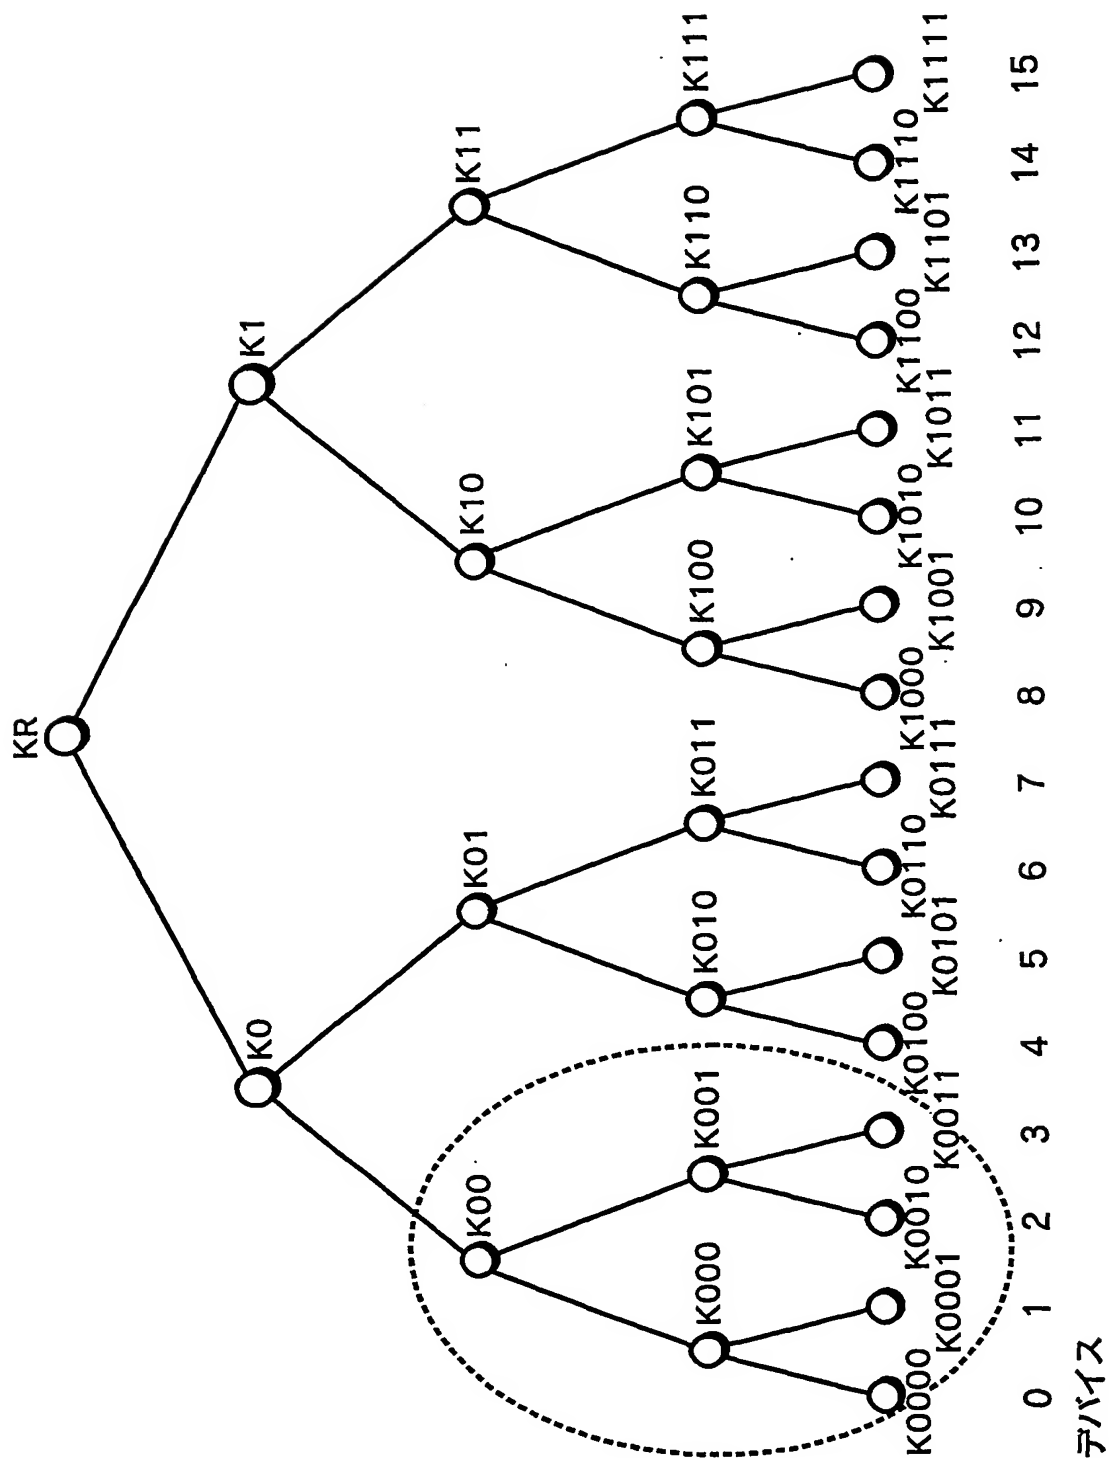 KR
K0
K1
K00
K01
K10
K11
K000
K001
K010
K011
K100
K101
K110
K111
K0000
K0001
K0010
K0011
K0100
K0101
K0110
K0111
K1000
K1001
K1010
K1011
K1100
K1101
K1110
K1111
0 1 2 3 4 5 6 7 8 9 10 11 12 13 14 15
デバイス